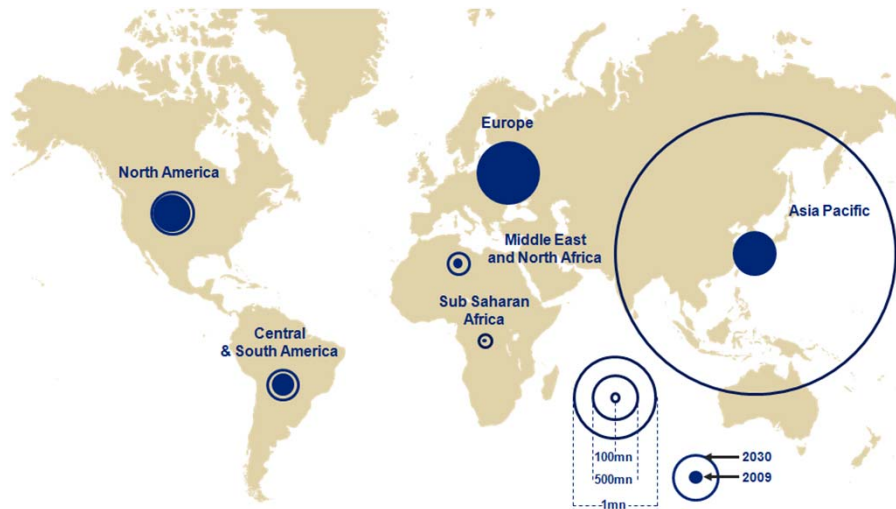 Europe
North America
Asia Pacific
Middle East
and North Africa
Sub Saharan
Africa
Central
& South America
100mn
500mn
1mn
2030
2009